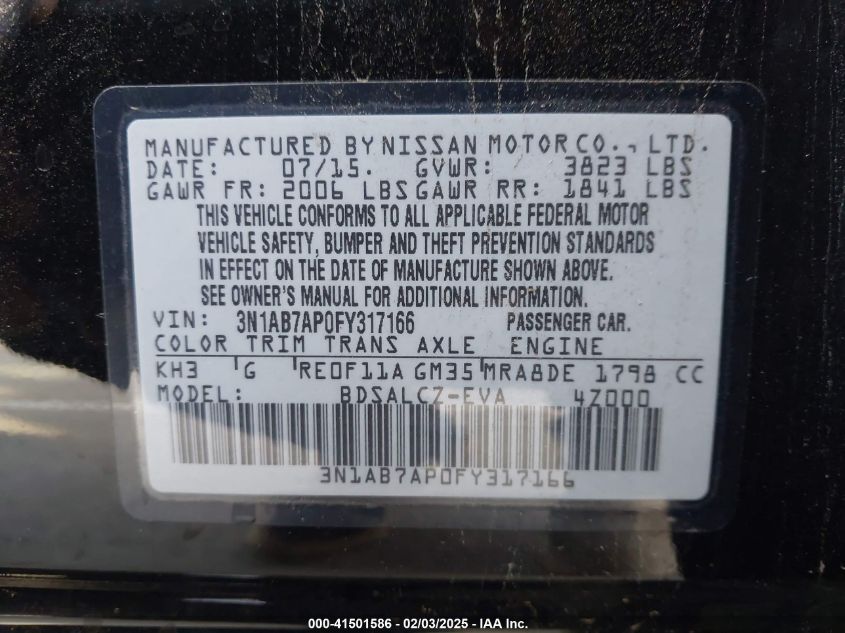 MANUFACTURED BY NISSAN MOTOR CO., LTD.
DATE: 07/15. GVWR: 3823 LBS
GAWR FR: 2006 LBS GAWR RR: 1841 LBS
THIS VEHICLE CONFORMS TO ALL APPLICABLE FEDERAL MOTOR
VEHICLE SAFETY, BUMPER AND THEFT PREVENTION STANDARDS
IN EFFECT ON THE DATE OF MANUFACTURE SHOWN ABOVE.
SEE OWNER'S MANUAL FOR ADDITIONAL INFORMATION.
VIN: 3N1AB7AP0FY317166 PASSENGER CAR.
COLOR TRIM TRANS AXLE ENGINE
KH3 G RE0F11A GM35 MRA8DE 1798 CC
MODEL: BDSALCZ-EVA 4Z000
3N1AB7AP0FY317166
000-41501586 - 02/03/2025 - IAA Inc.